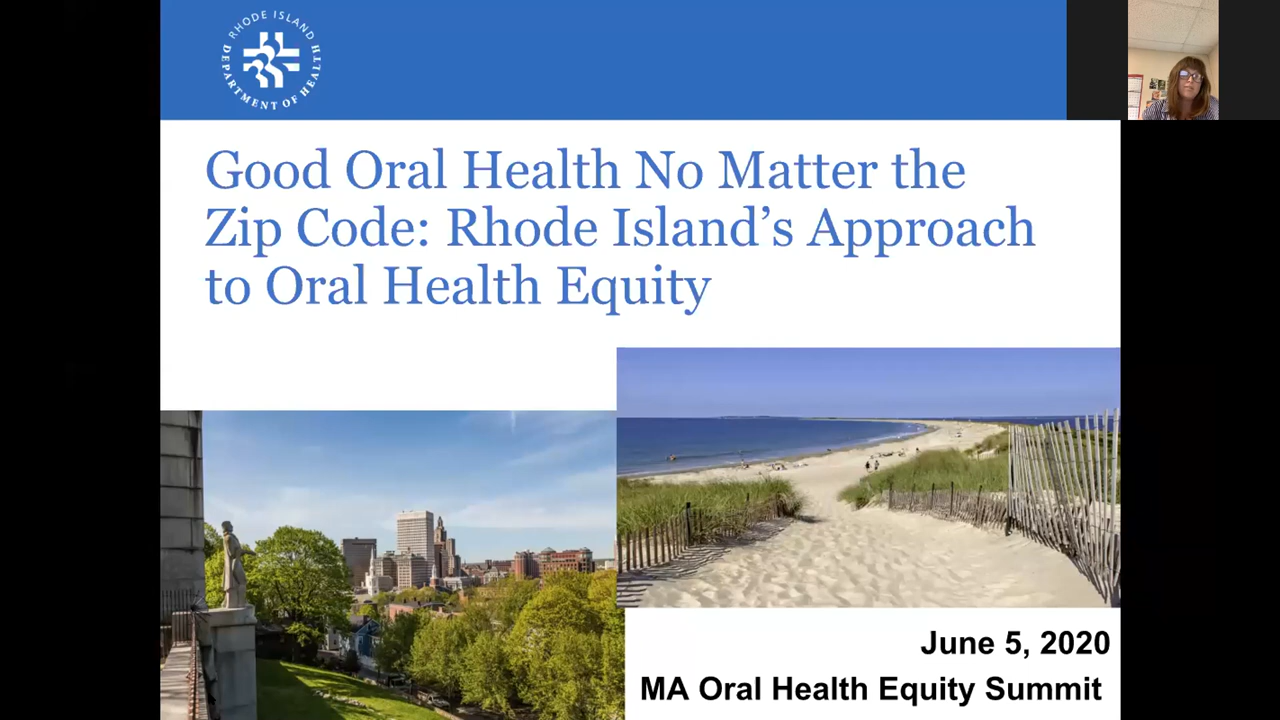 RHODE ISLAND
DEPARTMENT OF HEALTH
Good Oral Health No Matter the
Zip Code: Rhode Island’s Approach
to Oral Health Equity
June 5, 2020
MA Oral Health Equity Summit